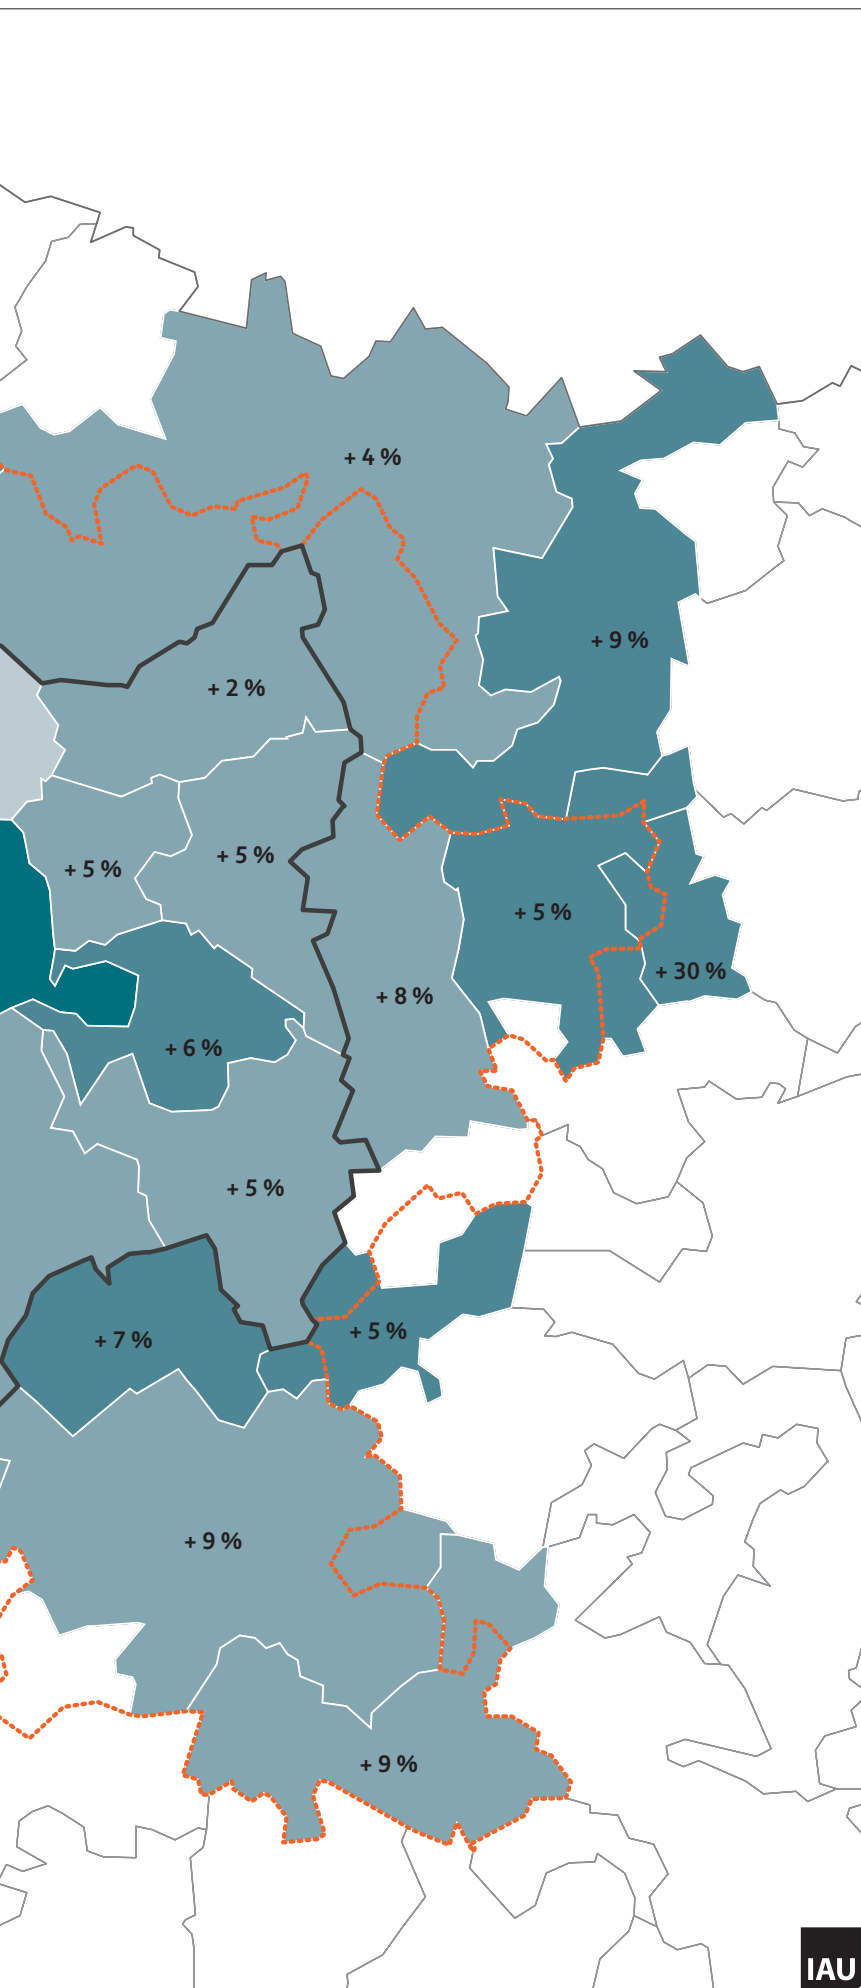 + 4 %
+ 9 %
+ 2 %
+ 5 %
+ 5 %
+ 5 %
+ 30 %
+ 8 %
+ 6 %
+ 5 %
+ 7 %
+ 5 %
+ 9 %
+ 9 %
IAU